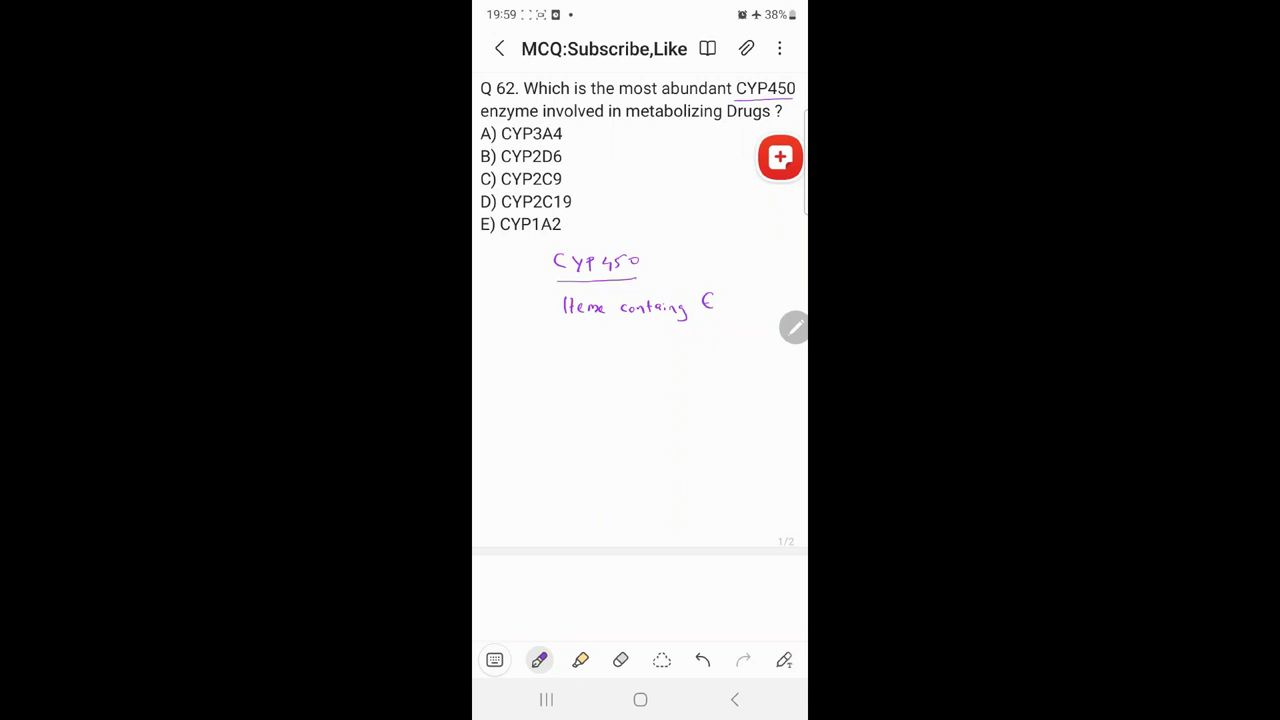 19:59
38%
MCQ:Subscribe,Like
Q 62. Which is the most abundant CYP450
enzyme involved in metabolizing Drugs ?
A) CYP3A4
B) CYP2D6
C) CYP2C9
D) CYP2C19
E) CYP1A2
CYP450
Heme containg €
1/2